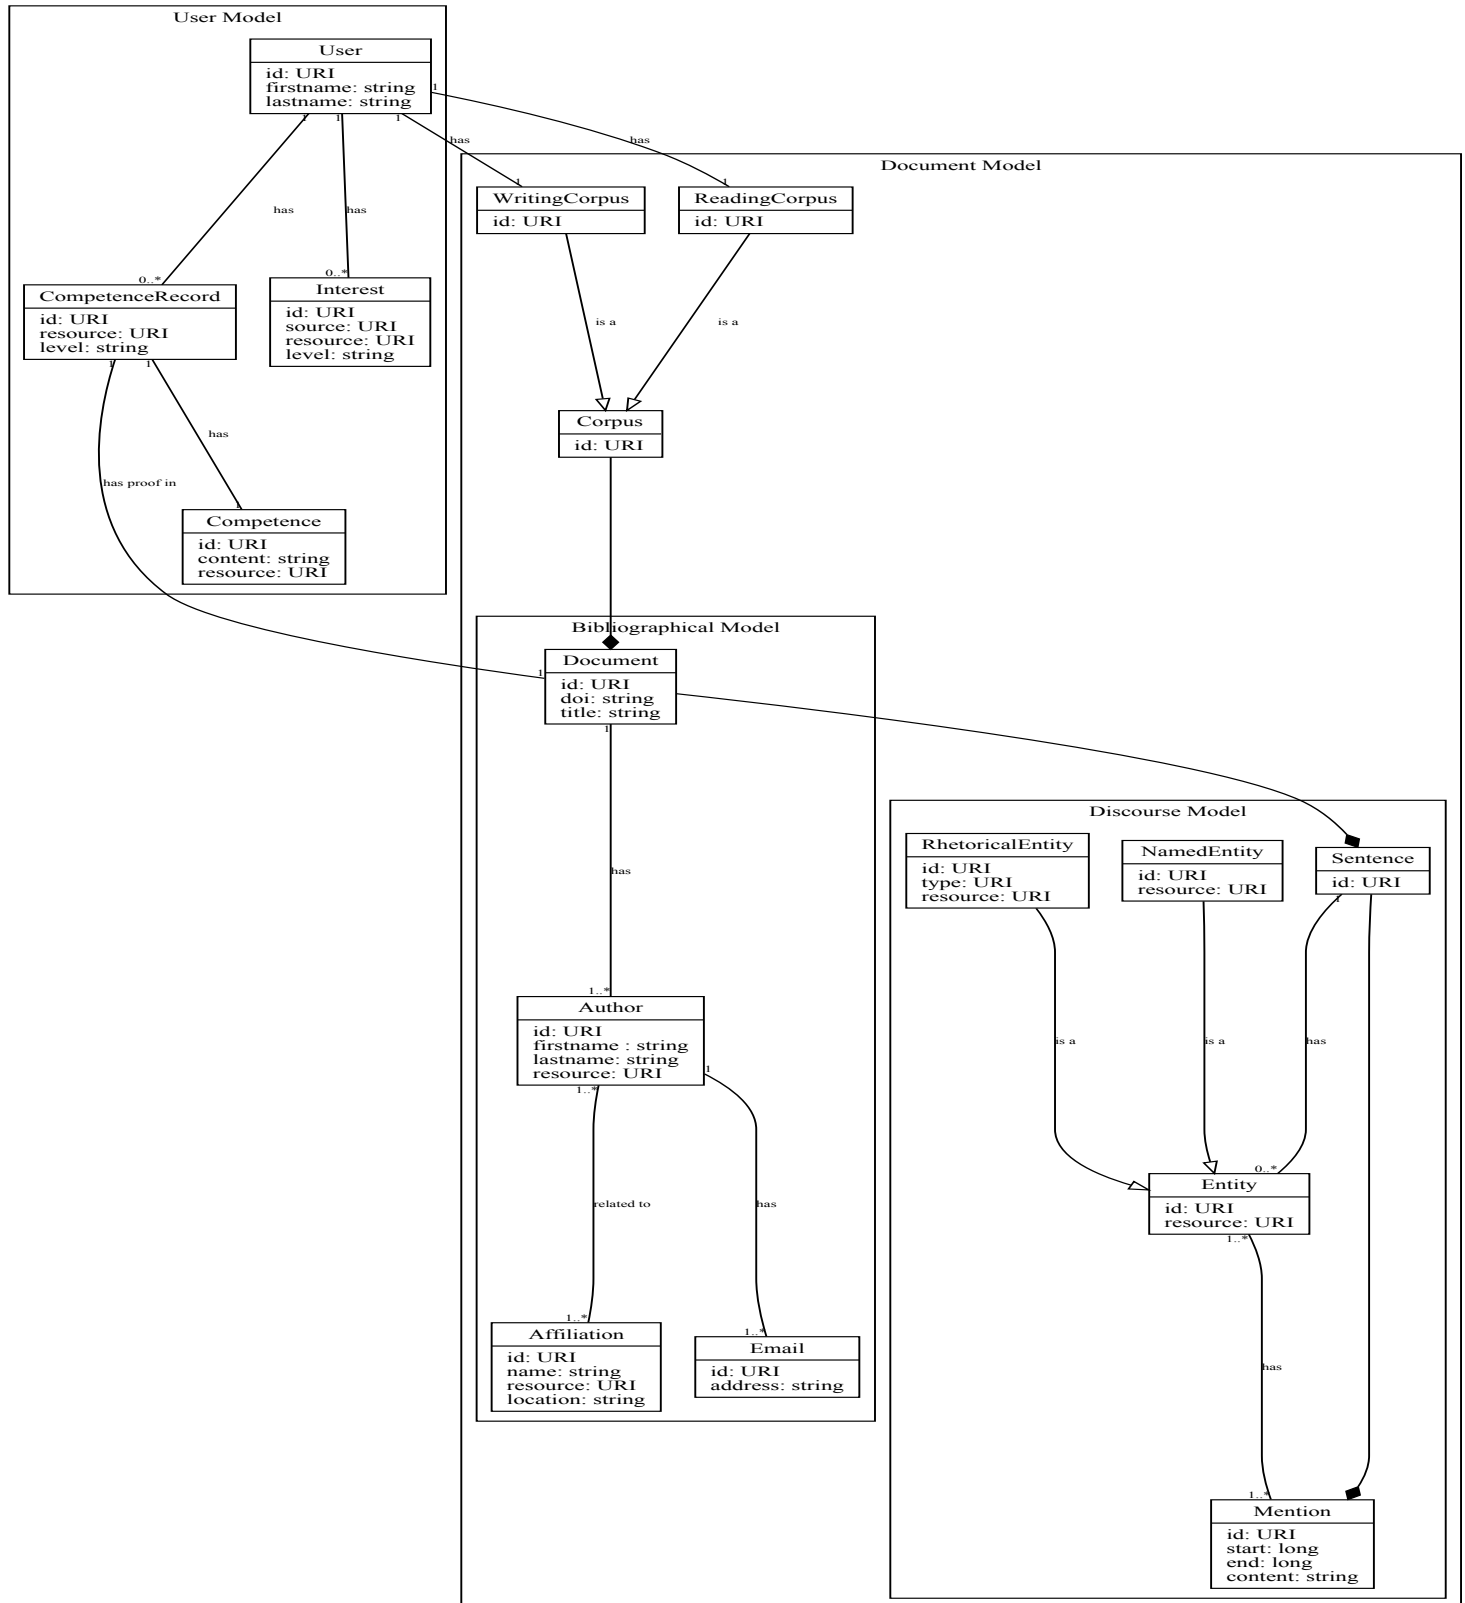 User Model
User
id: URI
firstname: string
lastname: string
1
1
1
1
has
has
Document Model
1
1
WritingCorpus
id: URI
ReadingCorpus
id: URI
has
has
0..*
0..*
CompetenceRecord
id: URI
resource: URI
level: string
Interest
id: URI
source: URI
resource: URI
level: string
is a
is a
1
1
Corpus
id: URI
has
has proof in
1
Competence
id: URI
content: string
resource: URI
Bibliographical Model
Document
id: URI
doi: string
title: string
1
1
Discourse Model
RhetoricalEntity
id: URI
type: URI
resource: URI
NamedEntity
id: URI
resource: URI
Sentence
id: URI
1
has
1..*
Author
id: URI
firstname : string
lastname: string
resource: URI
is a
is a
has
1..*
1
0..*
Entity
id: URI
resource: URI
1..*
related to
has
1..*
1..*
Affiliation
id: URI
name: string
resource: URI
location: string
Email
id: URI
address: string
has
1..*
Mention
id: URI
start: long
end: long
content: string